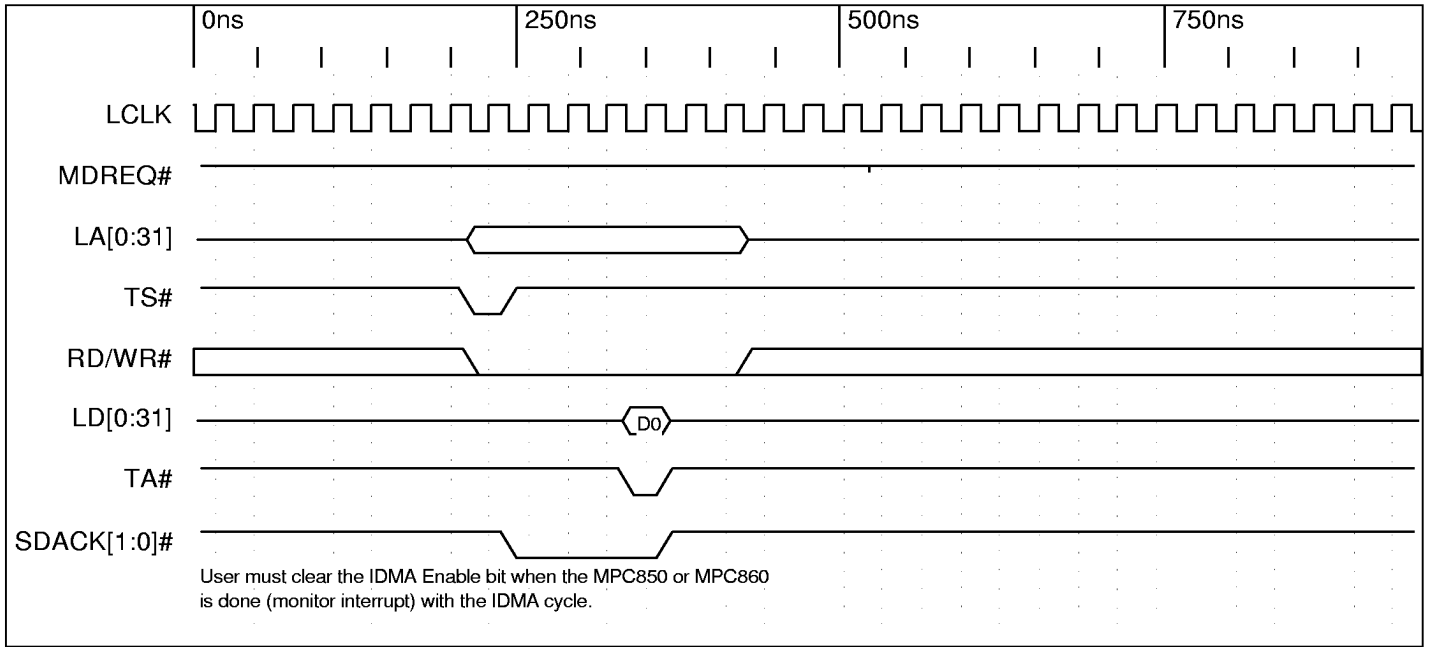 0ns 250ns 500ns 750ns
LCLK
MDREQ#
LA[0:31]
TS#
RD/WR#
LD[0:31]
D0
TA#
SDACK[1:0]#
User must clear the IDMA Enable bit when the MPC850 or MPC860
is done (monitor interrupt) with the IDMA cycle.